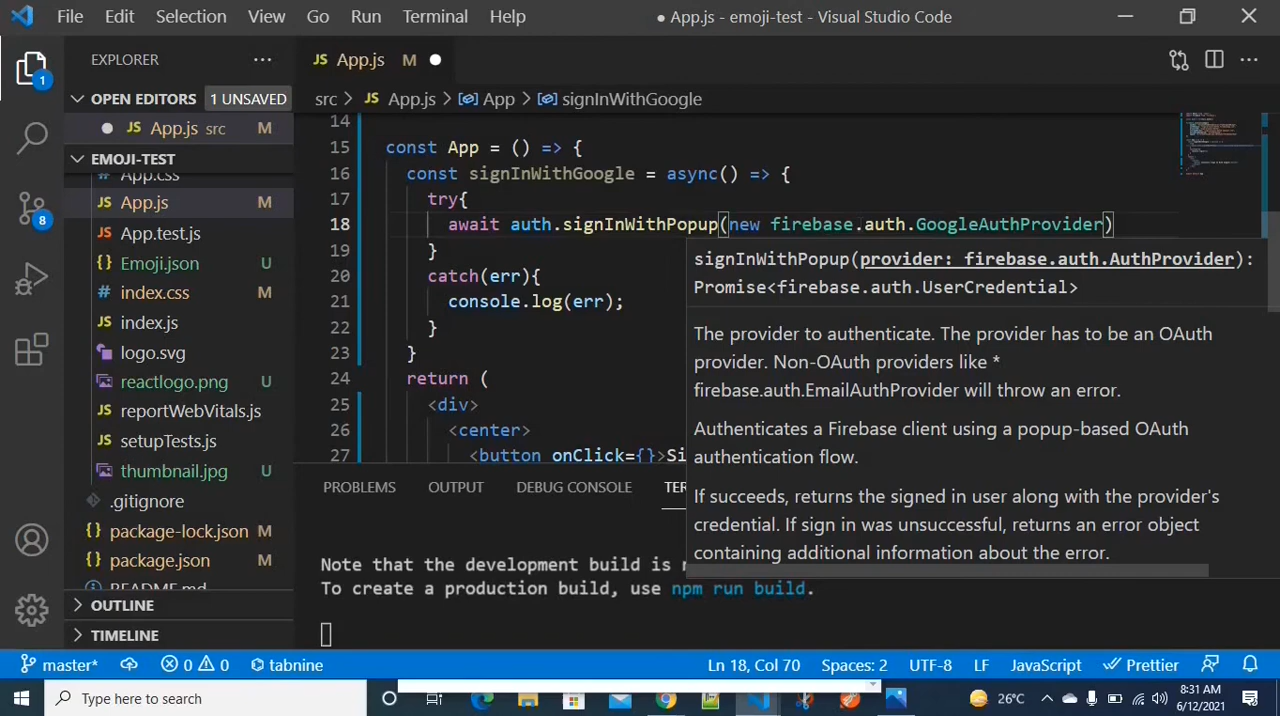 File Edit Selection View Go Run Terminal Help
● App.js - emoji-test - Visual Studio Code
EXPLORER
JS App.js M
OPEN EDITORS 1 UNSAVED
JS App.js src M
src > JS App.js > App > signInWithGoogle
EMOJI-TEST
App.css
JS App.js M
JS App.test.js
{} Emoji.json U
# index.css M
JS index.js
logo.svg
reactlogo.png U
JS reportWebVitals.js
JS setupTests.js
thumbnail.jpg U
.gitignore
{} package-lock.json M
{} package.json M
README.md
OUTLINE
TIMELINE
1
8
14
15 const App = () => {
16 const signInWithGoogle = async() => {
17 try{
18 await auth.signInWithPopup(new firebase.auth.GoogleAuthProvider)
19 }
20 catch(err){
21 console.log(err);
22 }
23 }
24 return (
25 <div>
26 <center>
27 <button onClick={}>Si
signInWithPopup(provider: firebase.auth.AuthProvider):
Promise<firebase.auth.UserCredential>
The provider to authenticate. The provider has to be an OAuth
provider. Non-OAuth providers like *
firebase.auth.EmailAuthProvider will throw an error.
Authenticates a Firebase client using a popup-based OAuth
authentication flow.
If succeeds, returns the signed in user along with the provider's
credential. If sign in was unsuccessful, returns an error object
containing additional information about the error.
PROBLEMS OUTPUT DEBUG CONSOLE TER
Note that the development build is n
To create a production build, use npm run build.
master* 0 0 tabnine
Ln 18, Col 70 Spaces: 2 UTF-8 LF JavaScript Prettier
Type here to search
26°C
8:31 AM
6/12/2021